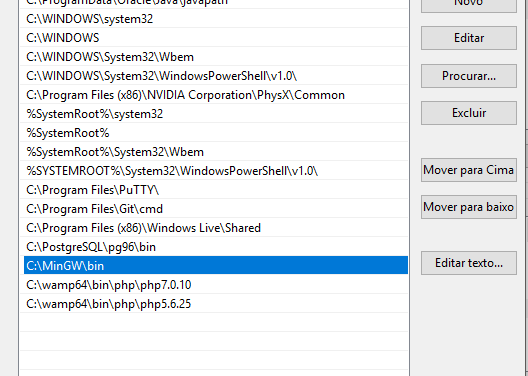 C:\ProgramData\Oracle\Java\javapath
C:\WINDOWS\system32
C:\WINDOWS
C:\WINDOWS\System32\Wbem
C:\WINDOWS\System32\WindowsPowerShell\v1.0\
C:\Program Files (x86)\NVIDIA Corporation\PhysX\Common
%SystemRoot%\system32
%SystemRoot%
%SystemRoot%\System32\Wbem
%SYSTEMROOT%\System32\WindowsPowerShell\v1.0\
C:\Program Files\PuTTY\
C:\Program Files\Git\cmd
C:\Program Files (x86)\Windows Live\Shared
C:\PostgreSQL\pg96\bin
C:\MinGW\bin
C:\wamp64\bin\php\php7.0.10
C:\wamp64\bin\php\php5.6.25
Novo
Editar
Procurar...
Excluir
Mover para Cima
Mover para baixo
Editar texto...